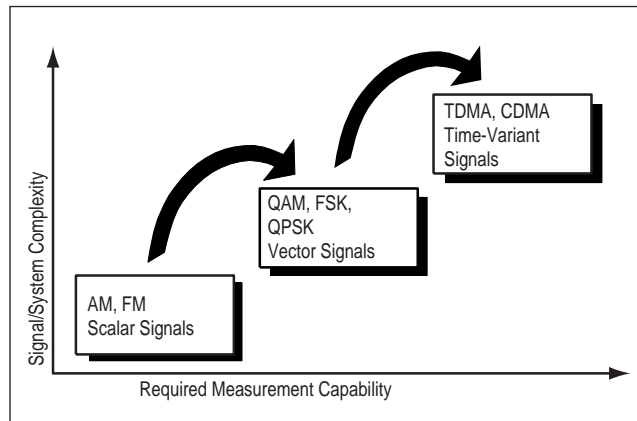 Signal/System Complexity
TDMA, CDMA
Time-Variant
Signals
QAM, FSK,
QPSK
Vector Signals
AM, FM
Scalar Signals
Required Measurement Capability